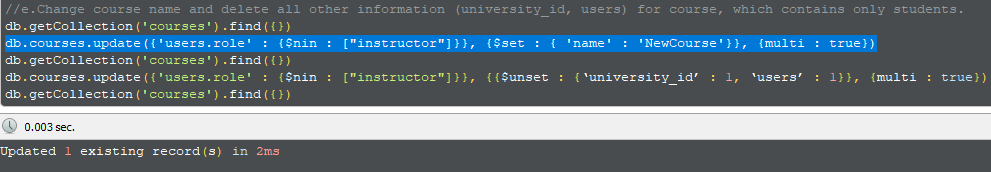 //e.Change course name and delete all other information (university_id, users) for course, which contains only students.
db.getCollection('courses').find({})
db.courses.update({'users.role' : {$nin : ["instructor"]}}, {$set : { 'name' : 'NewCourse'}}, {multi : true})
db.getCollection('courses').find({})
db.courses.update({'users.role' : {$nin : ["instructor"]}}, {{$unset : {‘university_id’ : 1, ‘users’ : 1}}, {multi : true})
db.getCollection('courses').find({})
0.003 sec.
Updated 1 existing record(s) in 2ms